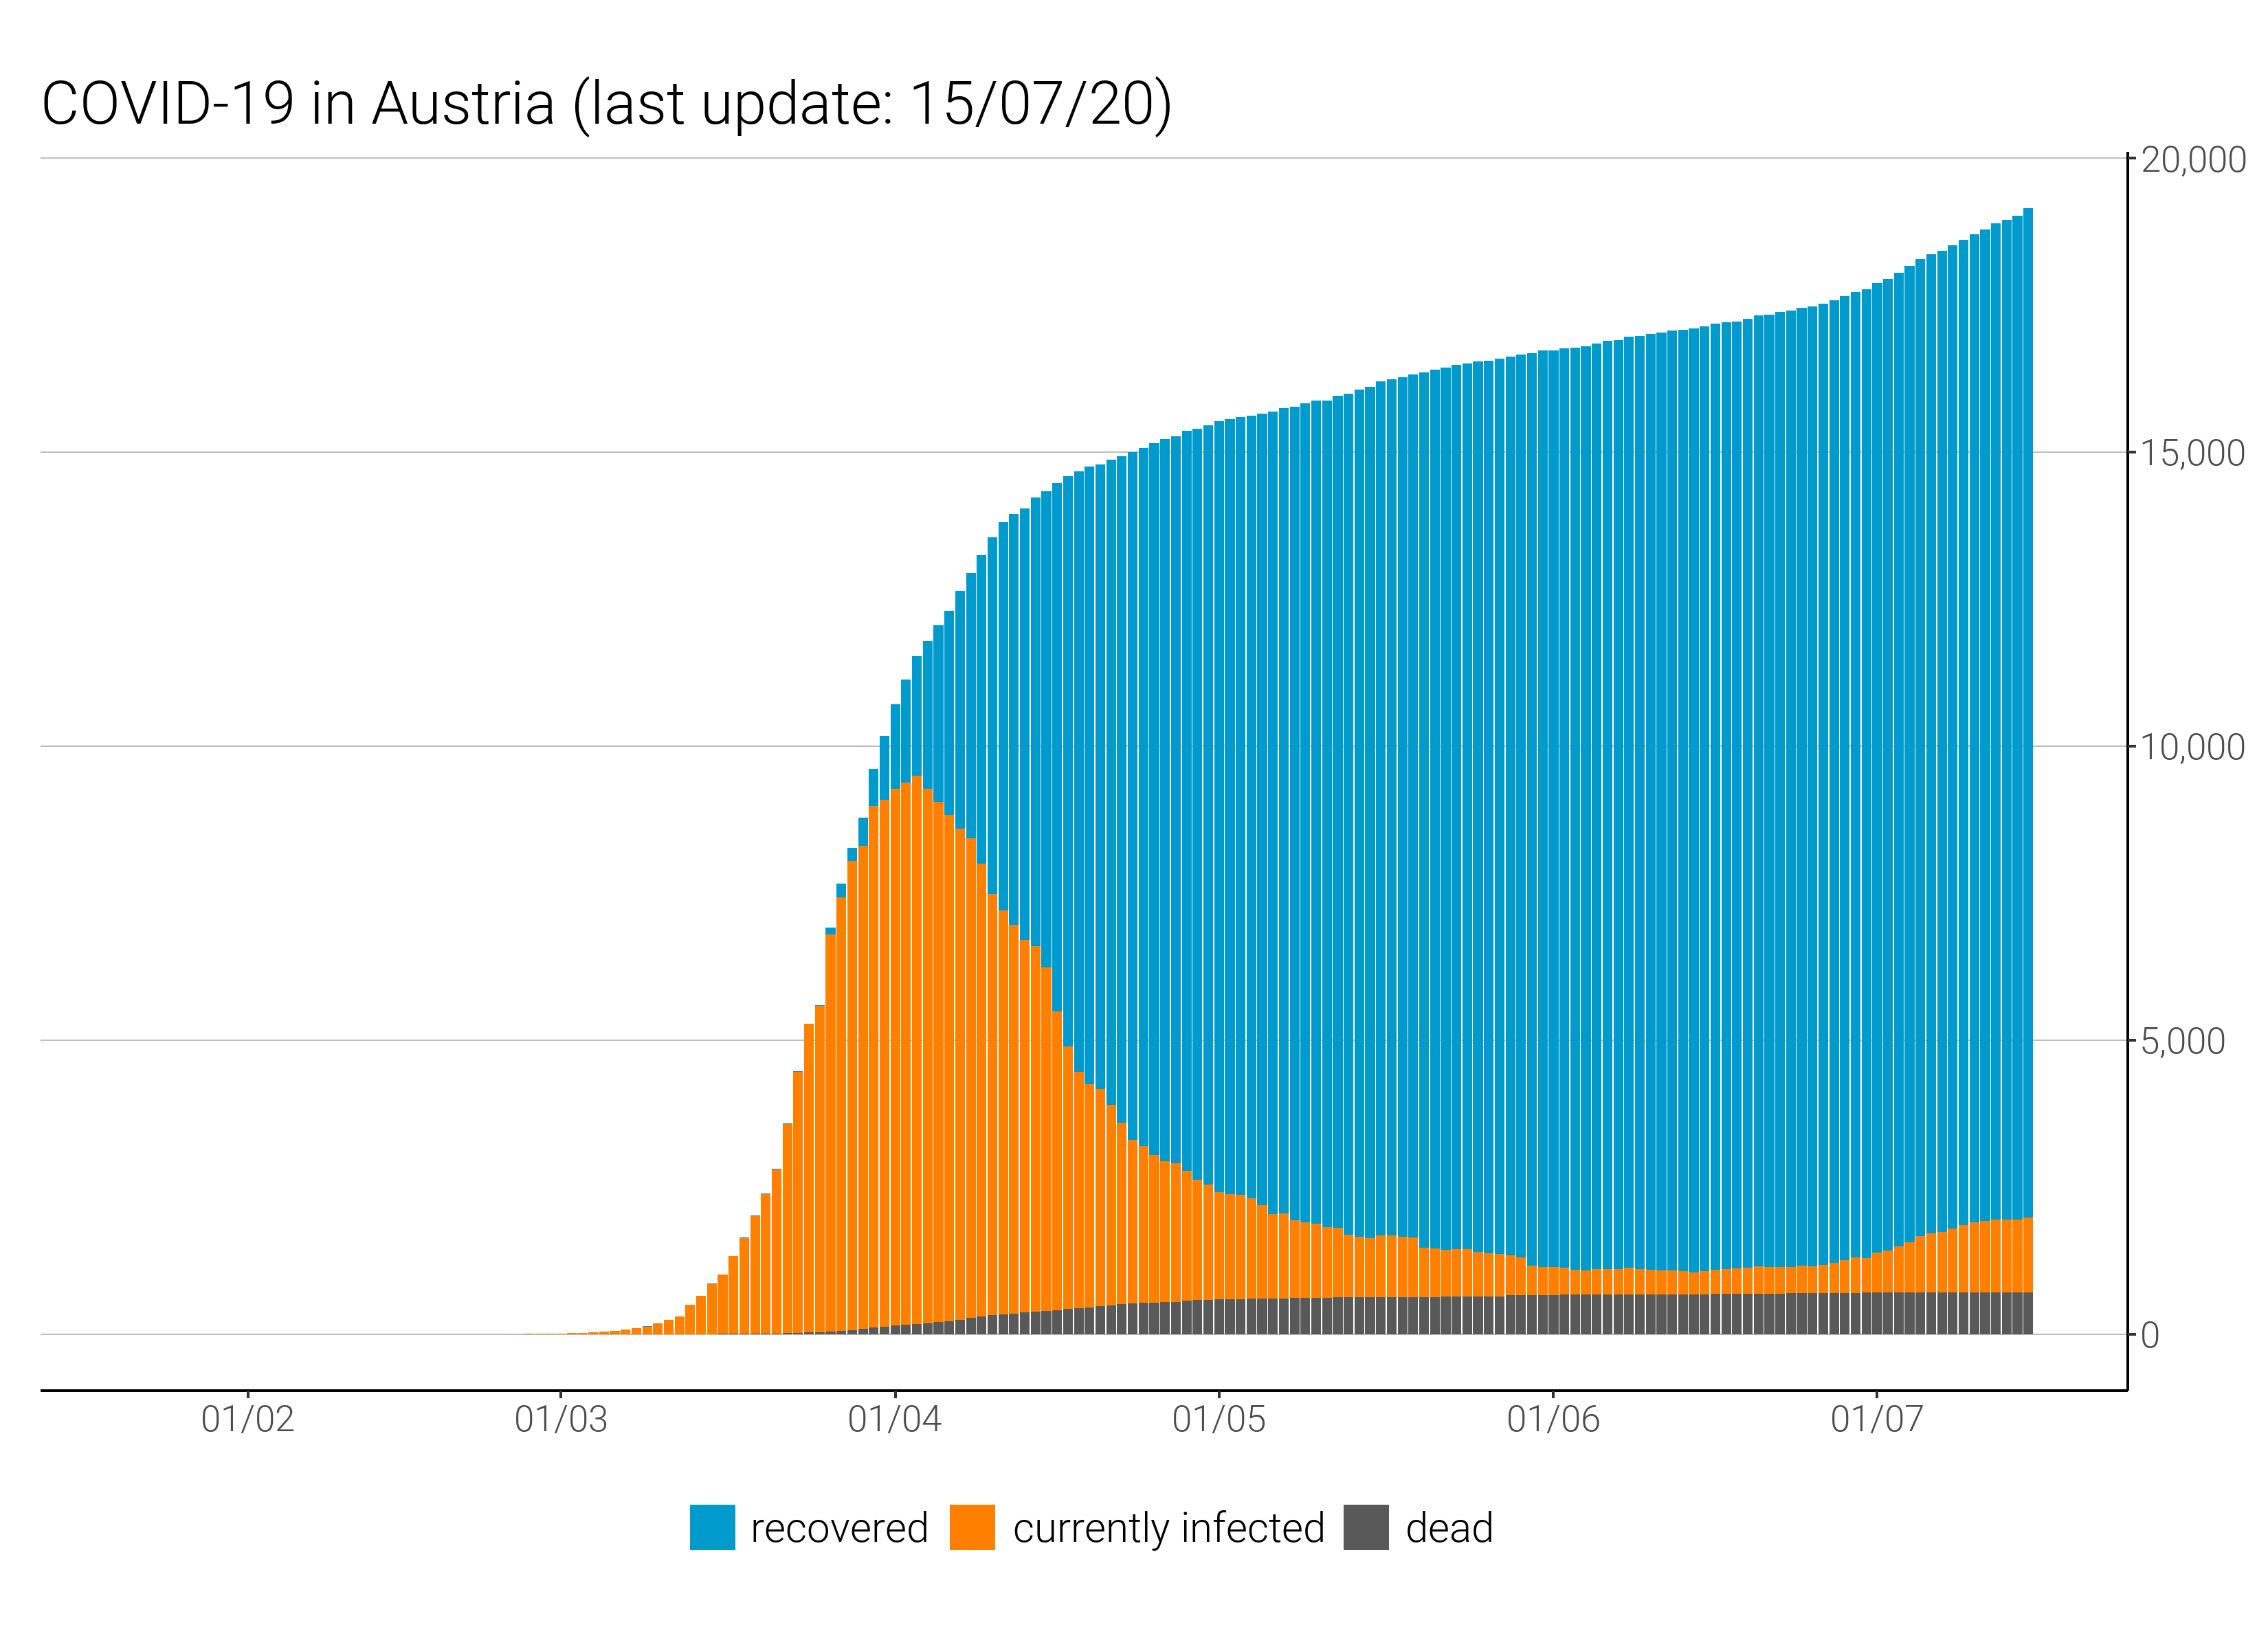 COVID-19 in Austria (last update: 15/07/20)
20,000
15,000
10,000
5,000
0
01/02 01/03 01/04 01/05 01/06 01/07
recovered currently infected dead